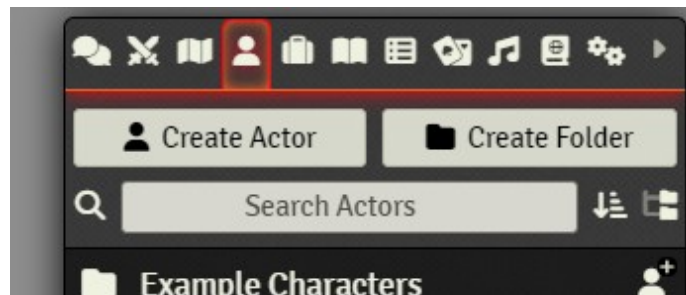 Create Actor
Create Folder
Search Actors
Example Characters